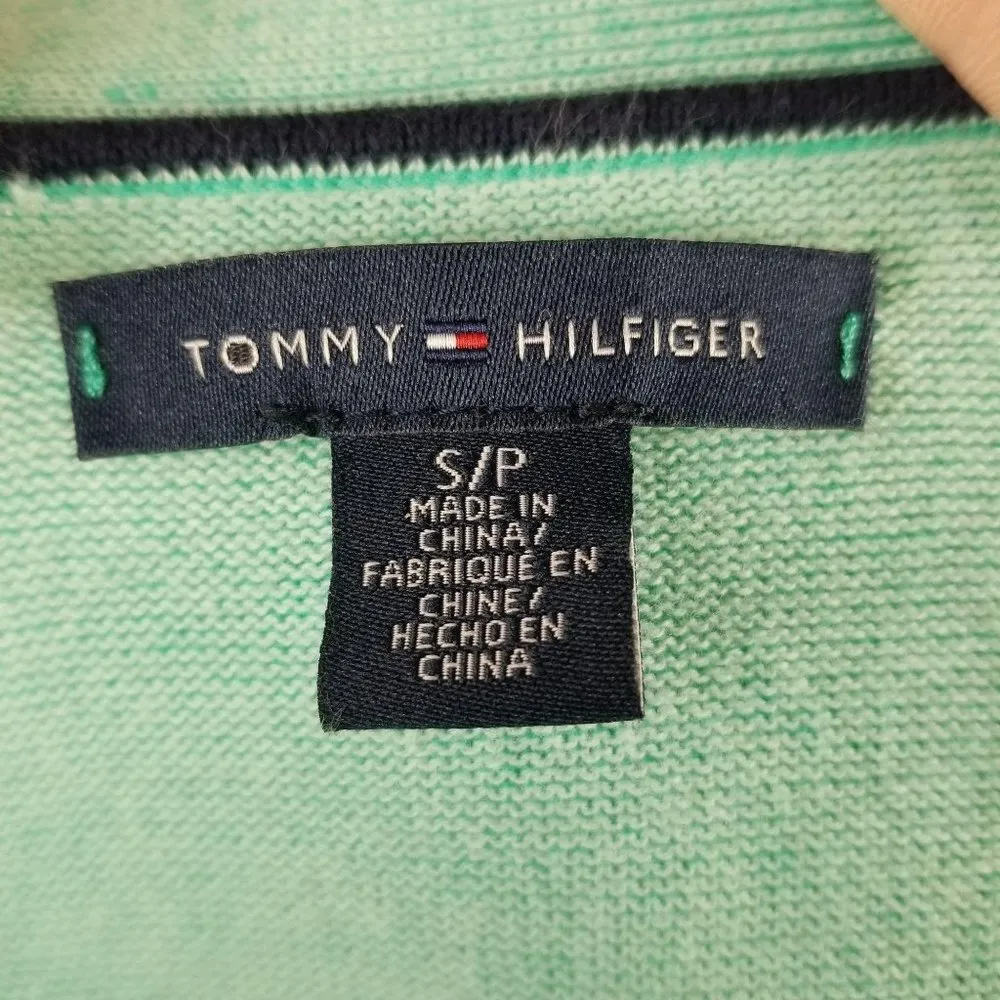 TOMMY HILFIGER
S/P
MADE IN
CHINA/
FABRIQUÉ EN
CHINE/
HECHO EN
CHINA